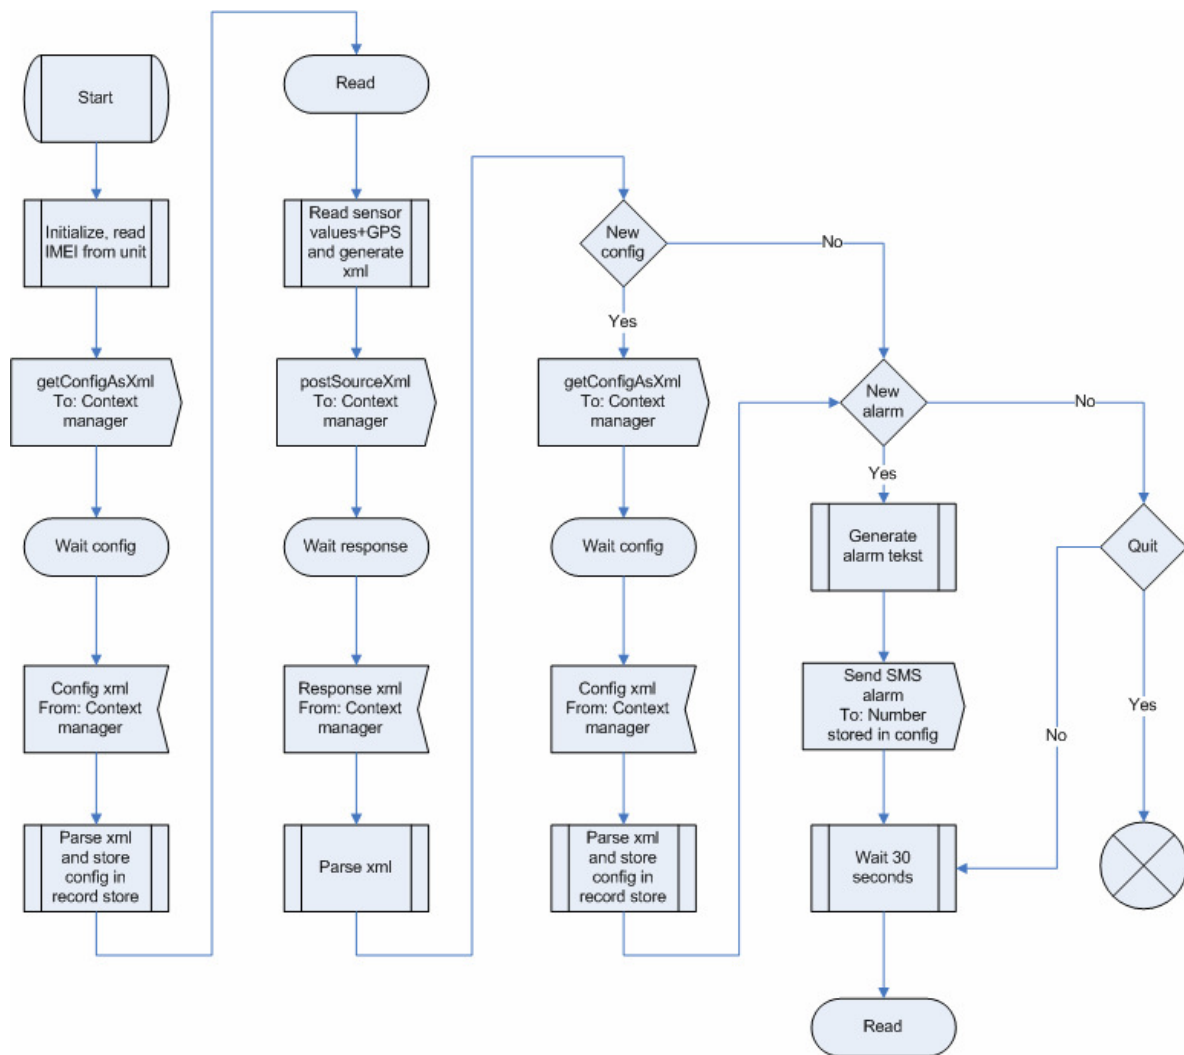 Start
Initialize, read
IMEI from unit
getConfigAsXml
To: Context
manager
Wait config
Config xml
From: Context
manager
Parse xml
and store
config in
record store
Read
Read sensor
values+GPS
and generate
xml
postSourceXml
To: Context
manager
Wait response
Response xml
From: Context
manager
Parse xml
New
config
No
Yes
getConfigAsXml
To: Context
manager
Wait config
Config xml
From: Context
manager
Parse xml
and store
config in
record store
New
alarm
No
Yes
Generate
alarm tekst
Send SMS
alarm
To: Number
stored in config
Wait 30
seconds
Read
Quit
No
Yes